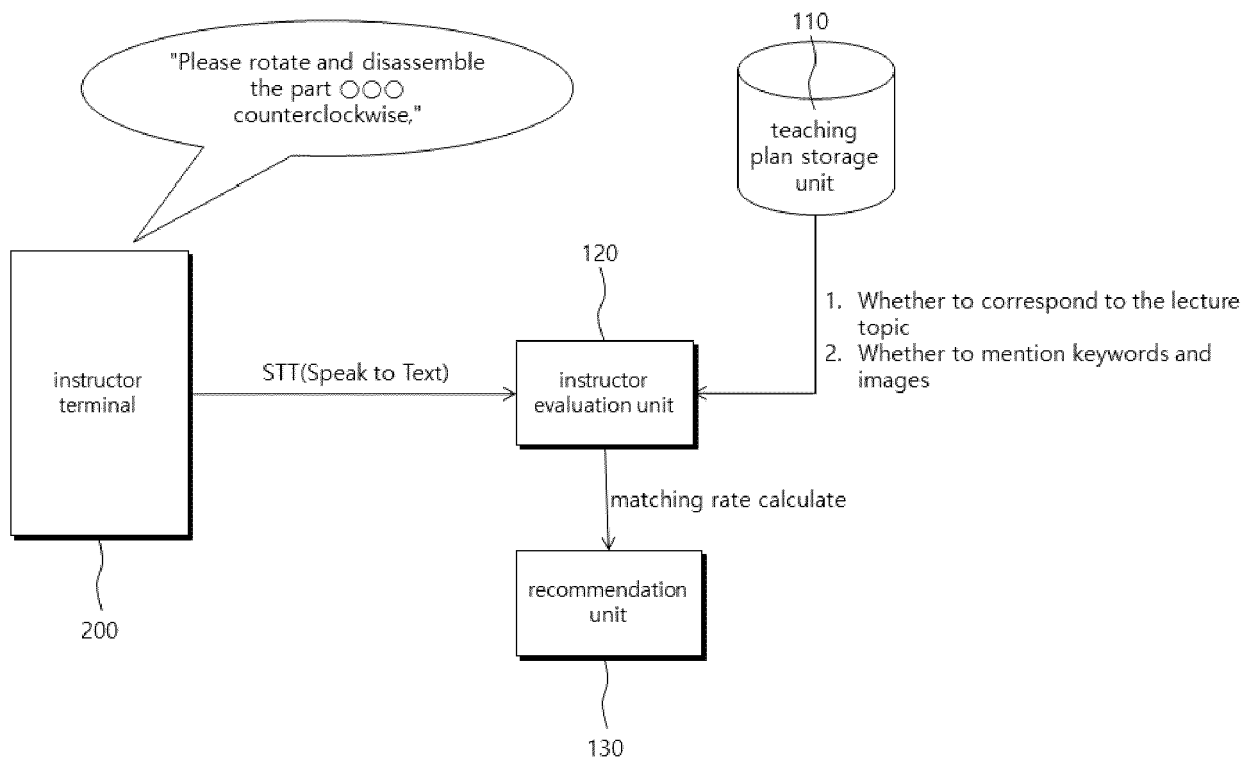 110
"Please rotate and disassemble
the part ○○○
counterclockwise,"
teaching
plan storage
unit
120
1. Whether to correspond to the lecture
topic
2. Whether to mention keywords and
images
instructor
terminal
STT(Speak to Text)
instructor
evaluation unit
matching rate calculate
recommendation
unit
200
130